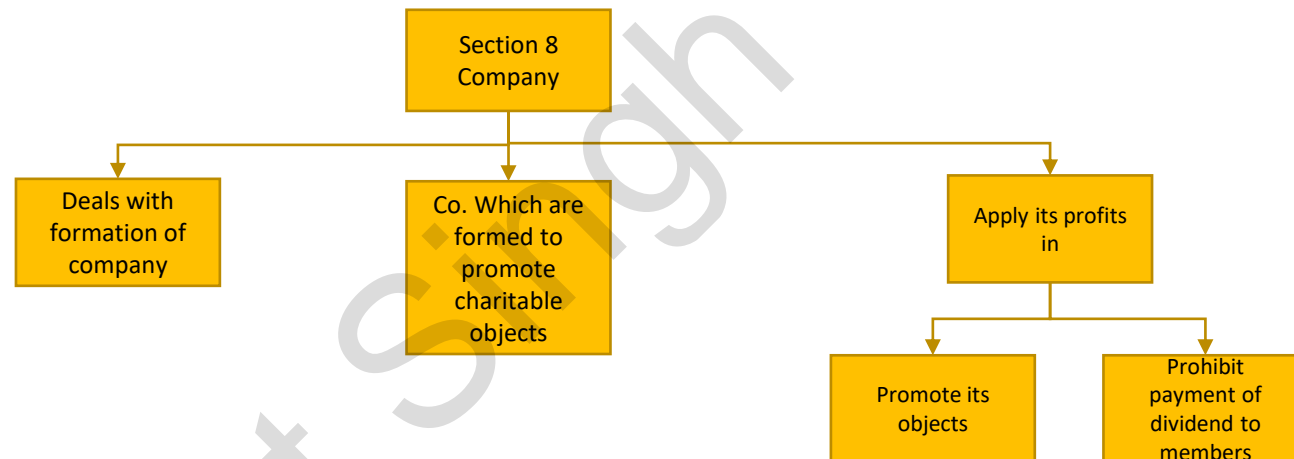 Section 8
Company
Deals with
formation of
company
Co. Which are
formed to
promote
charitable
objects
Apply its profits
in
Promote its
objects
Prohibit
payment of
dividend to
members
Singh